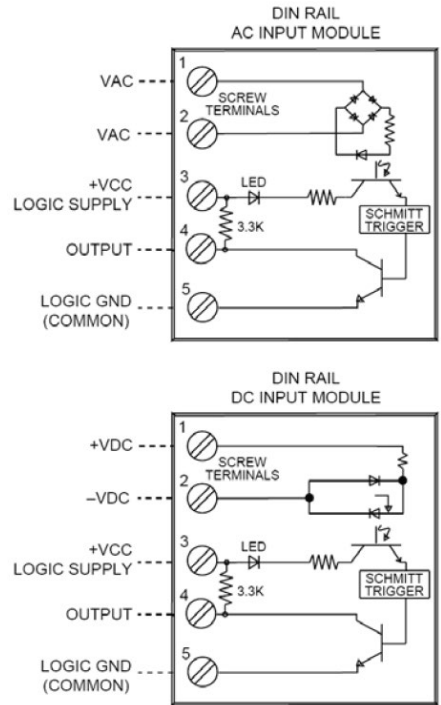 DIN RAIL
AC INPUT MODULE
1
VAC
SCREW
TERMINALS
2
VAC
3
+VCC
LOGIC SUPPLY
LED
3.3K
SCHMITT
TRIGGER
4
OUTPUT
5
LOGIC GND
(COMMON)
DIN RAIL
DC INPUT MODULE
1
+VDC
SCREW
TERMINALS
2
–VDC
3
+VCC
LOGIC SUPPLY
LED
3.3K
SCHMITT
TRIGGER
4
OUTPUT
5
LOGIC GND
(COMMON)